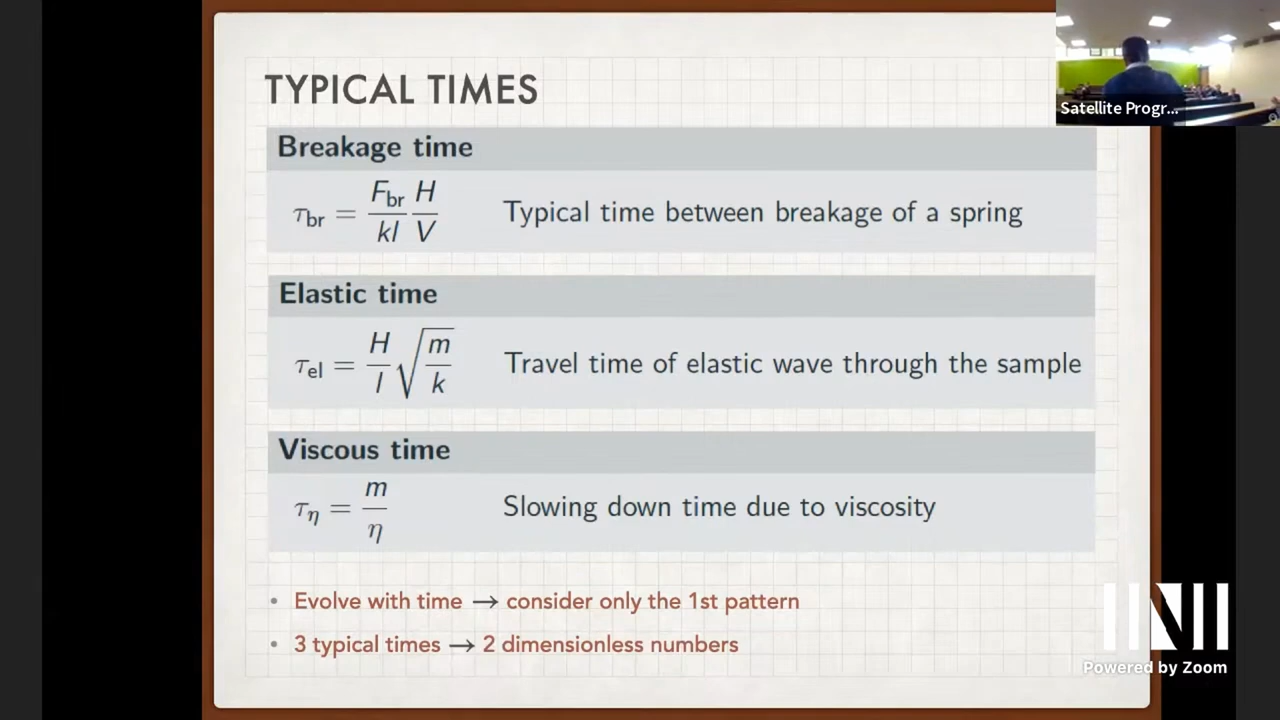 TYPICAL TIMES
Satellite Progr...
Breakage time
τbr = Fbr/kl H/V Typical time between breakage of a spring
Elastic time
τel = H/l √m/k Travel time of elastic wave through the sample
Viscous time
τη = m/η Slowing down time due to viscosity
• Evolve with time → consider only the 1st pattern
• 3 typical times → 2 dimensionless numbers
Powered by Zoom